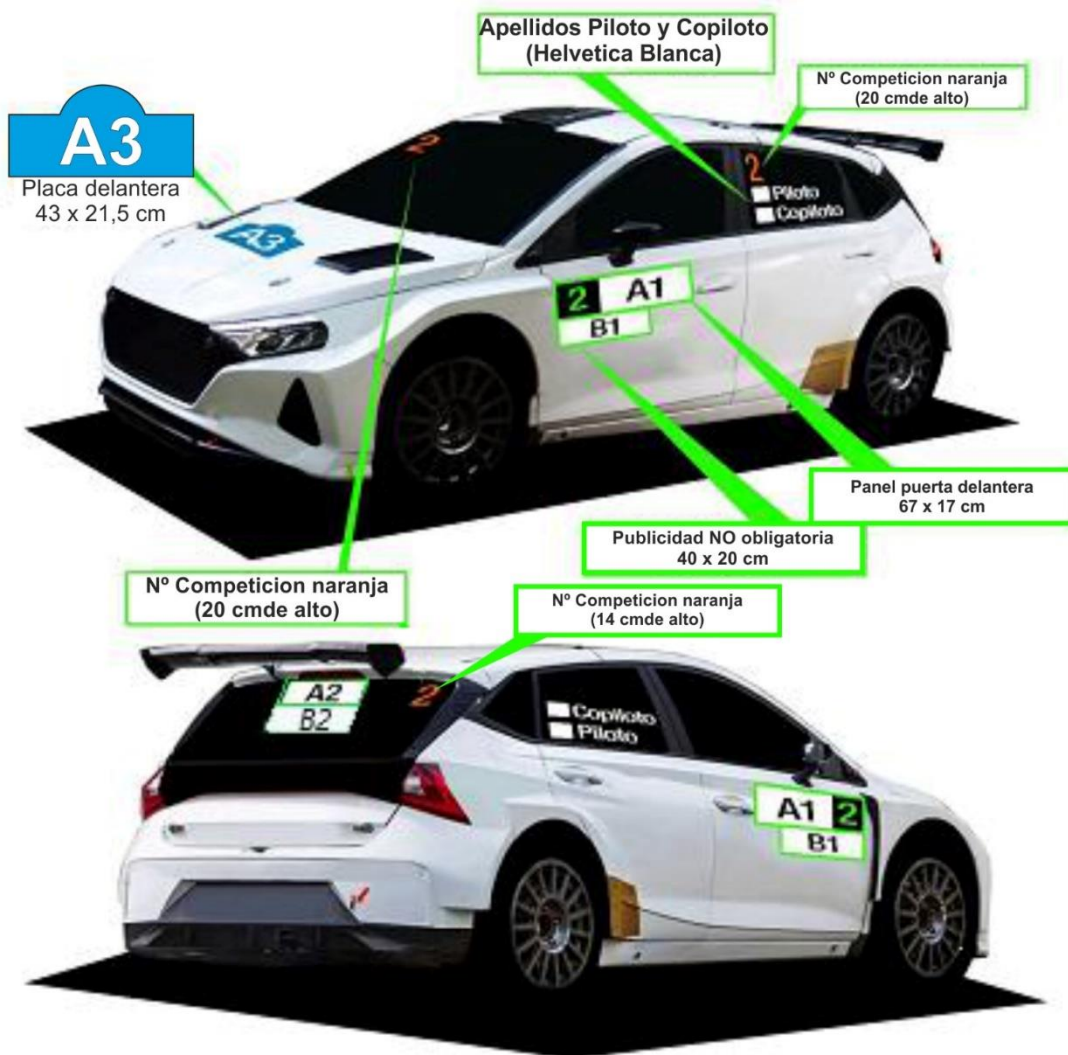 Apellidos Piloto y Copiloto
(Helvetica Blanca)
Nº Competicion naranja
(20 cmde alto)
A3
Placa delantera
43 x 21,5 cm
2
2
Piloto
Copiloto
A3
2 A1
B1
Panel puerta delantera
67 x 17 cm
Publicidad NO obligatoria
40 x 20 cm
Nº Competicion naranja
(20 cmde alto)
Nº Competicion naranja
(14 cmde alto)
A2
B2
2
Copiloto
Piloto
A1 2
B1